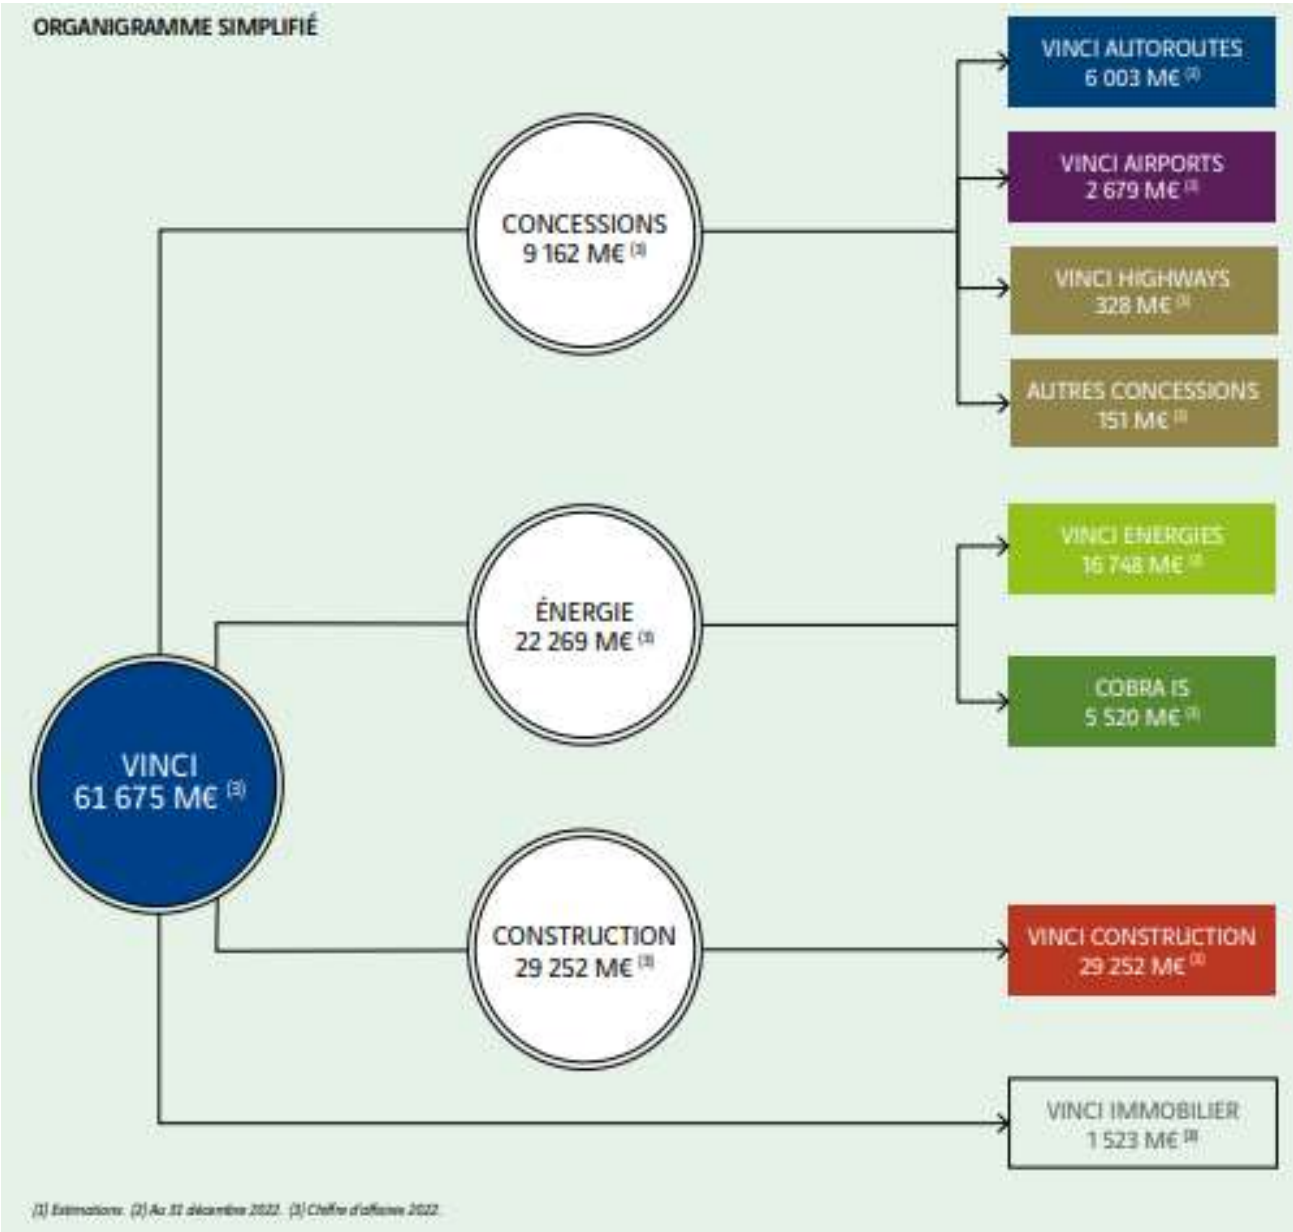 ORGANIGRAMME SIMPLIFIÉ
VINCI AUTOROUTES
6 003 M€ (3)
VINCI AIRPORTS
2 679 M€ (3)
CONCESSIONS
9 162 M€ (3)
VINCI HIGHWAYS
328 M€ (3)
AUTRES CONCESSIONS
151 M€ (3)
VINCI ENERGIES
16 748 M€ (3)
ÉNERGIE
22 269 M€ (3)
COBRA IS
5 520 M€ (3)
VINCI
61 675 M€ (3)
CONSTRUCTION
29 252 M€ (3)
VINCI CONSTRUCTION
29 252 M€ (3)
VINCI IMMOBILIER
1 523 M€ (3)
(1) Estimations. (2) Au 31 décembre 2022. (3) Chiffre d'affaires 2022.